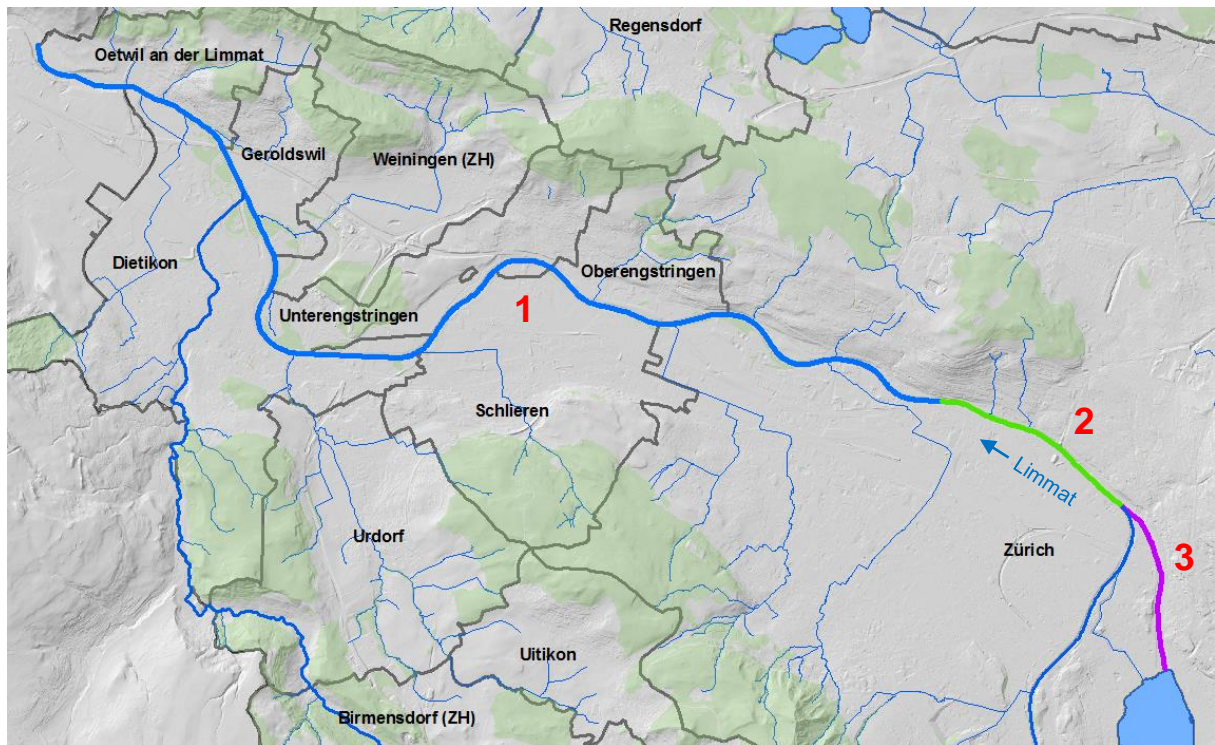 Regensdorf
Oetwil an der Limmat
Geroldswil
Weiningen (ZH)
Dietikon
Oberengstringen
Unterengstringen
1
Schlieren
2
Limmat
Urdorf
Zürich
3
Uitikon
Birmensdorf (ZH)